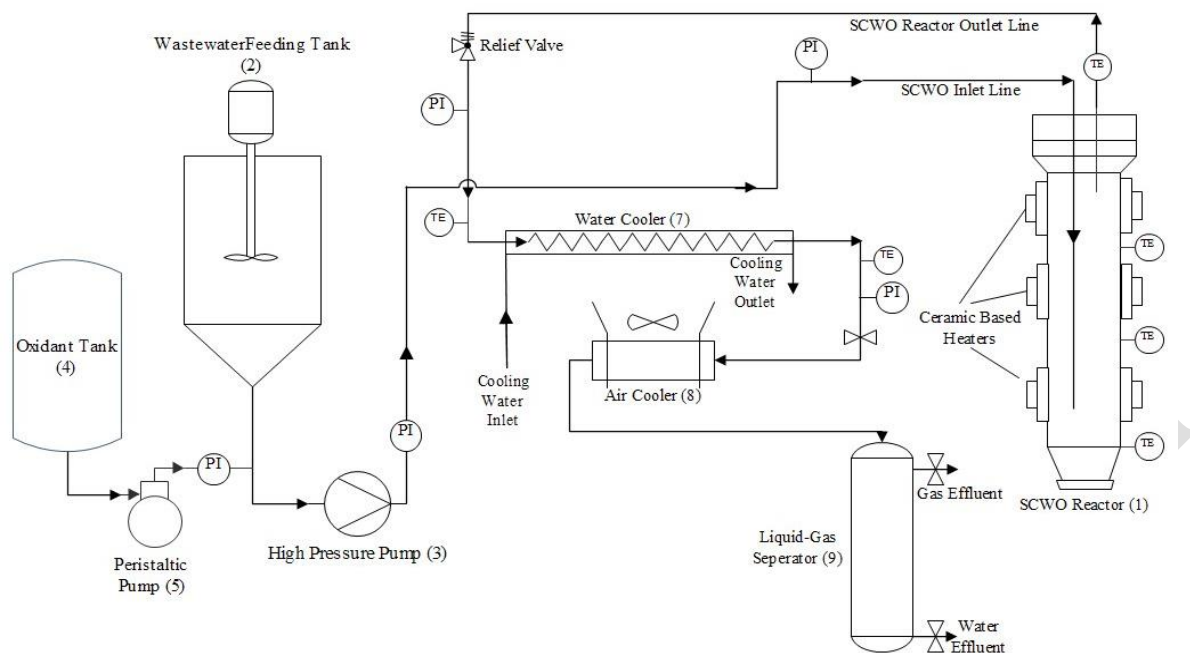 SCWO Reactor Outlet Line
WastewaterFeeding Tank
(2)
Relief Valve
PI
TE
PI
SCWO Inlet Line
TE
Water Cooler (7)
TE
TE
PI
Cooling
Water
Outlet
Ceramic Based
Heaters
TE
Oxidant Tank
(4)
Cooling
Water
Inlet
Air Cooler (8)
PI
TE
PI
Gas Effluent
SCWO Reactor (1)
High Pressure Pump (3)
Liquid-Gas
Seperator (9)
Peristaltic
Pump (5)
Water
Effluent